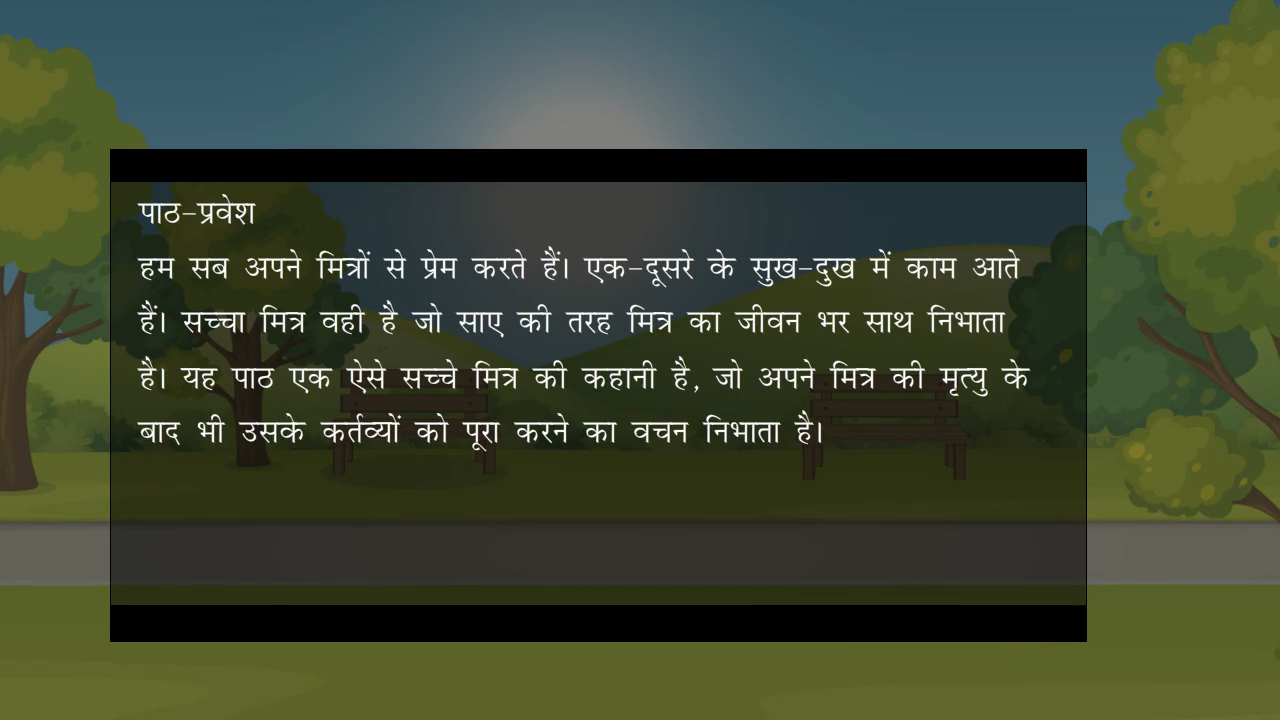 पाठ-प्रवेश
हम सब अपने मित्रों से प्रेम करते हैं। एक-दूसरे के सुख-दुख में काम आते
हैं। सच्चा मित्र वही है जो साए की तरह मित्र का जीवन भर साथ निभाता
है। यह पाठ एक ऐसे सच्चे मित्र की कहानी है, जो अपने मित्र की मृत्यु के
बाद भी उसके कर्तव्यों को पूरा करने का वचन निभाता है।